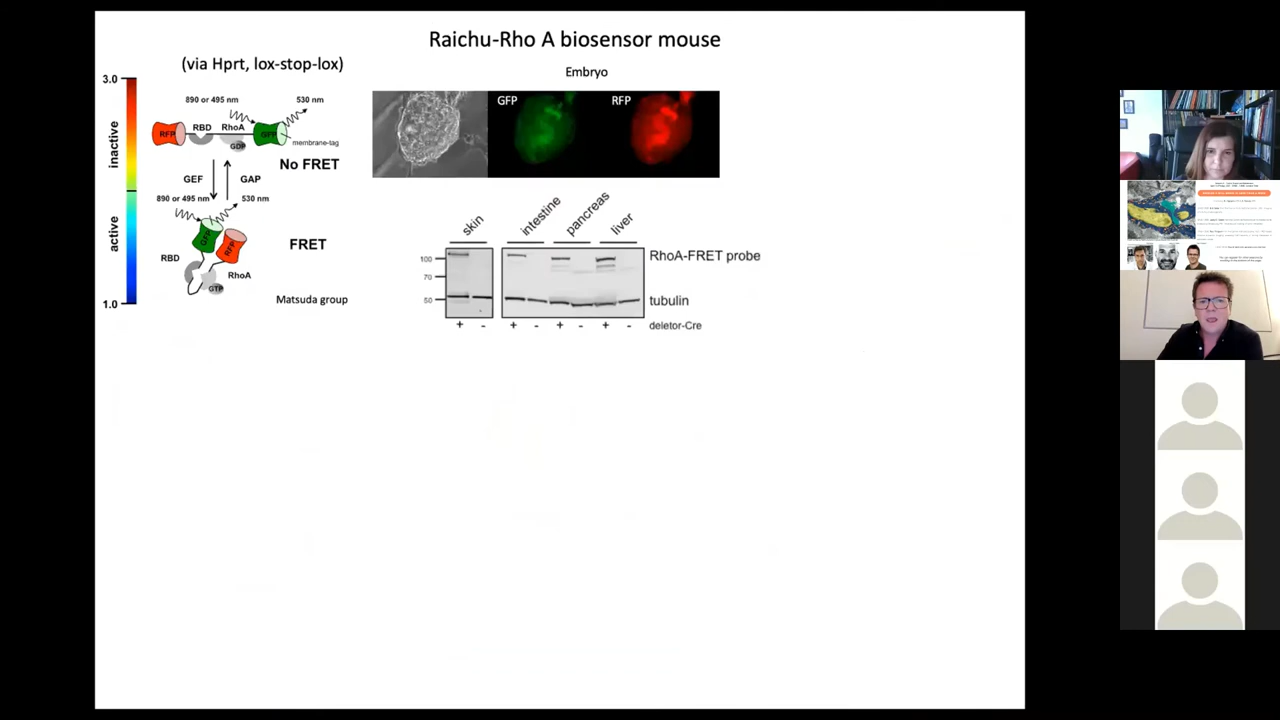 Raichu-Rho A biosensor mouse
(via Hprt, lox-stop-lox)
3.0
inactive
active
1.0
890 or 495 nm
530 nm
RFP
RBD
RhoA
GDP
GFP
membrane-tag
No FRET
GEF
GAP
890 or 495 nm
530 nm
GFP
RFP
FRET
RBD
RhoA
GTP
Matsuda group
Embryo
GFP
RFP
skin
intestine
pancreas
liver
100
70
50
RhoA-FRET probe
tubulin
+ - + - + - + -
deletor-Cre